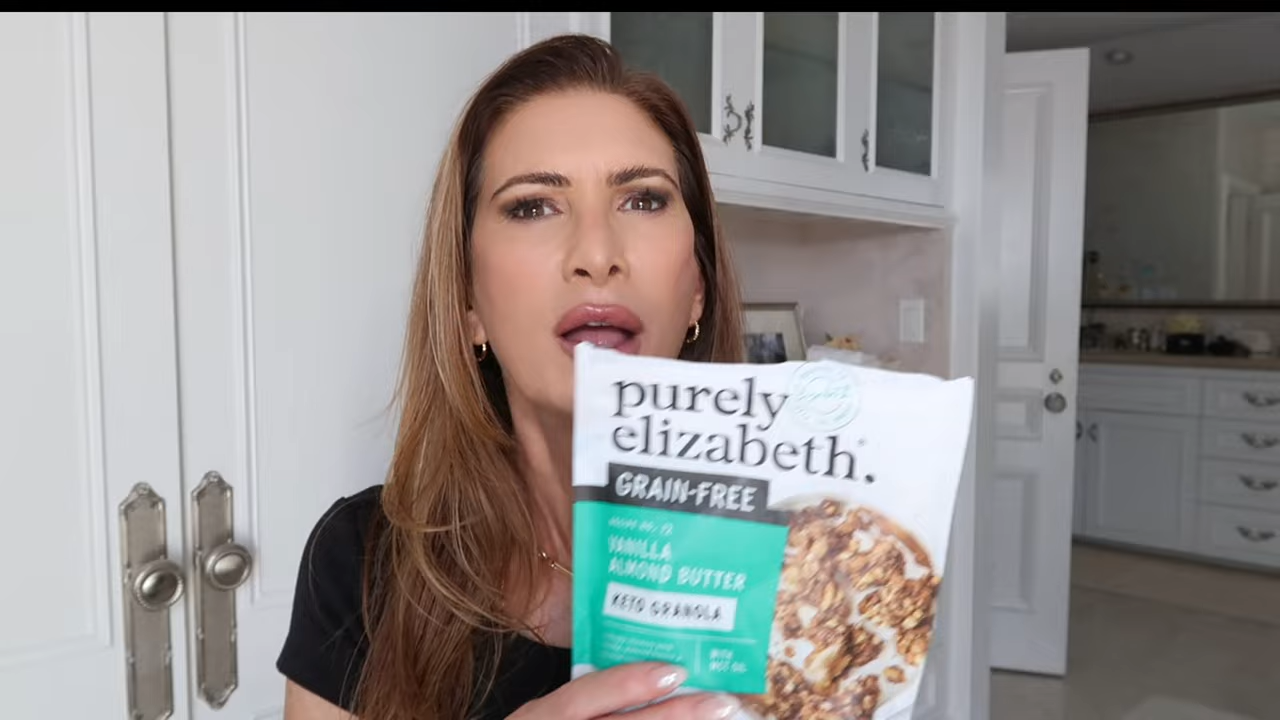 purely
elizabeth®.
GRAIN-FREE
VANILLA
ALMOND BUTTER
KETO GRANOLA
WITH
MCT OIL